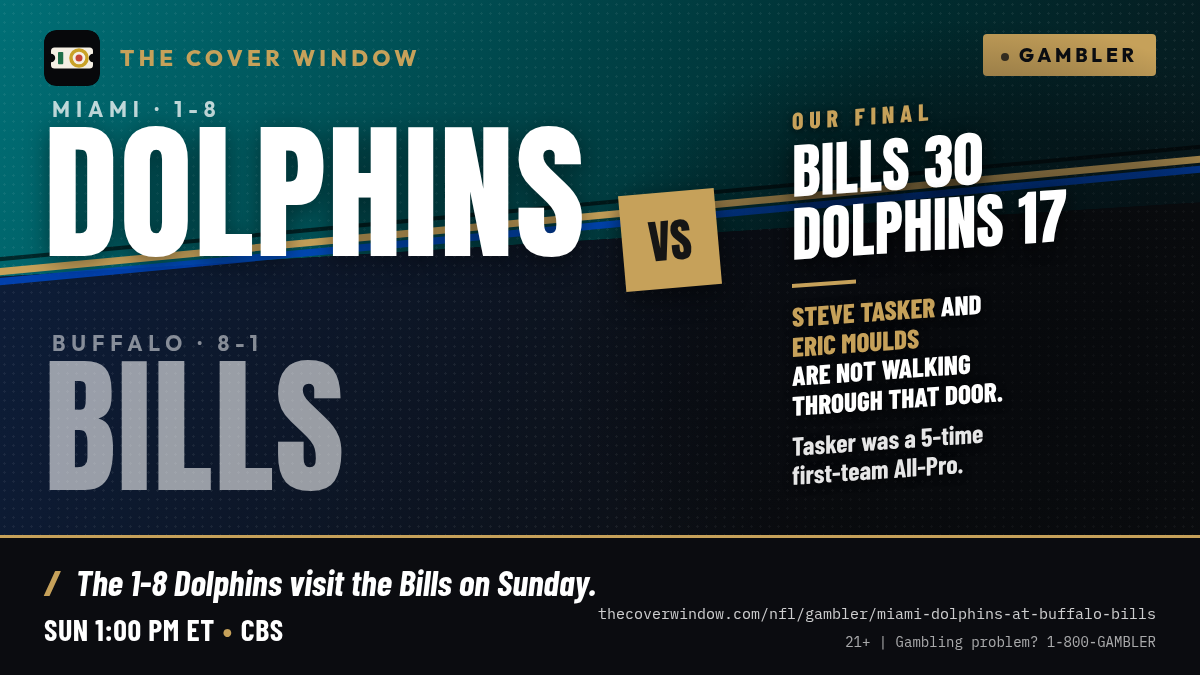 THE COVER WINDOW
• GAMBLER
MIAMI · 1-8
DOLPHINS
VS
BUFFALO · 8-1
BILLS
OUR FINAL
BILLS 30
DOLPHINS 17
STEVE TASKER AND
ERIC MOULDS
ARE NOT WALKING
THROUGH THAT DOOR.
Tasker was a 5-time
first-team All-Pro.
/ The 1-8 Dolphins visit the Bills on Sunday.
SUN 1:00 PM ET • CBS
thecoverwindow.com/nfl/gambler/miami-dolphins-at-buffalo-bills
21+ | Gambling problem? 1-800-GAMBLER